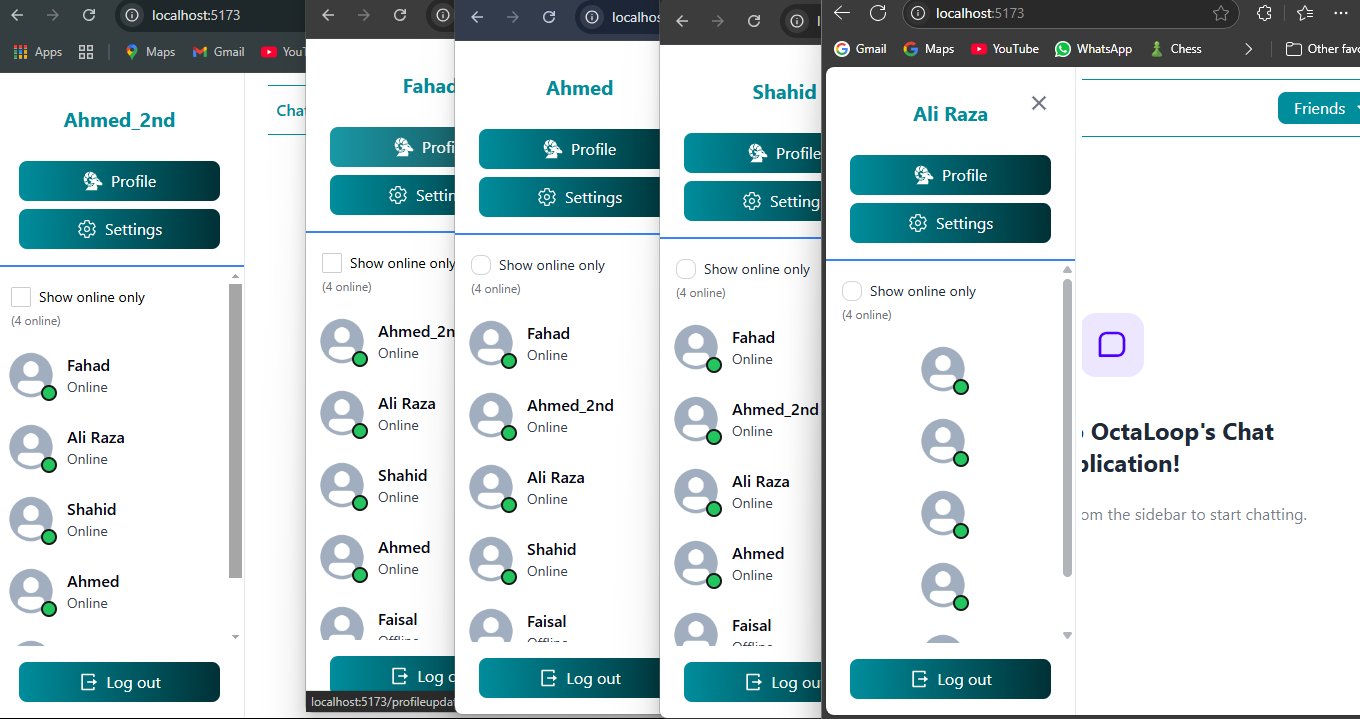 localhost:5173
Apps
Maps
Gmail
Ahmed_2nd
Chat
Profile
Settings
Show online only
(4 online)
Fahad
Online
Ali Raza
Online
Shahid
Online
Ahmed
Online
Log out
Fahad
Profi
Settin
Show online only
(4 online)
Ahmed_2n
Online
Ali Raza
Online
Shahid
Online
Ahmed
Online
Faisal
Offline
Log o
localhost:5173/profileupda
localhos
Ahmed
Profile
Settings
Show online only
(4 online)
Fahad
Online
Ahmed_2nd
Online
Ali Raza
Online
Shahid
Online
Faisal
Offline
Log out
Shahid
Profile
Setting
Show online only
(4 online)
Fahad
Online
Ahmed_2nd
Online
Ali Raza
Online
Ahmed
Online
Faisal
Offline
Log ou
localhost:5173
Gmail
Maps
YouTube
WhatsApp
Chess
Other favo
Ali Raza
Profile
Settings
Show online only
(4 online)
Log out
Friends
OctaLoop's Chat
plication!
om the sidebar to start chatting.